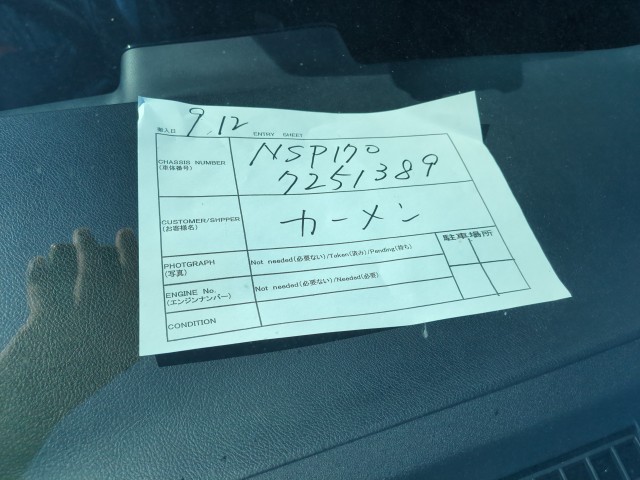 搬入日 9.12 ENTRY SHEET
CHASSIS NUMBER
(車体番号)
NSP170
7251389
CUSTOMER/SHPPER
(お客様名)
カーメン
PHOTOGRAPH
(写真)
Not needed(必要ない)/Taken(済み)/Pending(待ち)
駐車場所
ENGINE No.
(エンジンナンバー)
Not needed(必要ない)/Needed(必要)
CONDITION